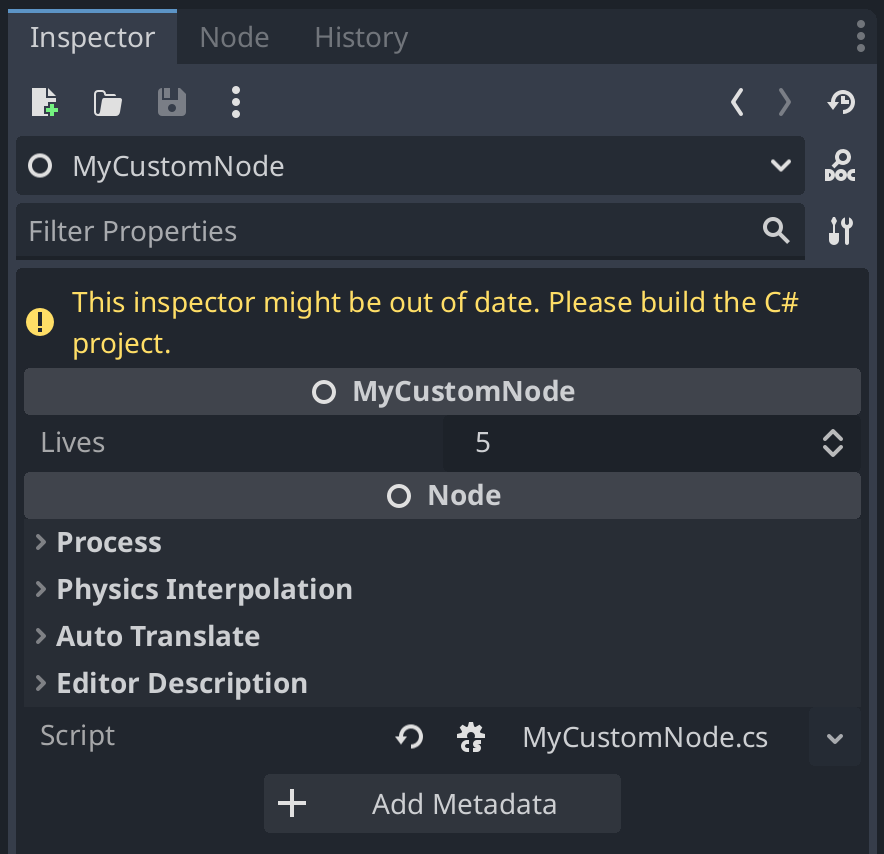 Inspector Node History
MyCustomNode
DOC
Filter Properties
This inspector might be out of date. Please build the C#
project.
MyCustomNode
Lives 5
Node
Process
Physics Interpolation
Auto Translate
Editor Description
Script CS MyCustomNode.cs
Add Metadata